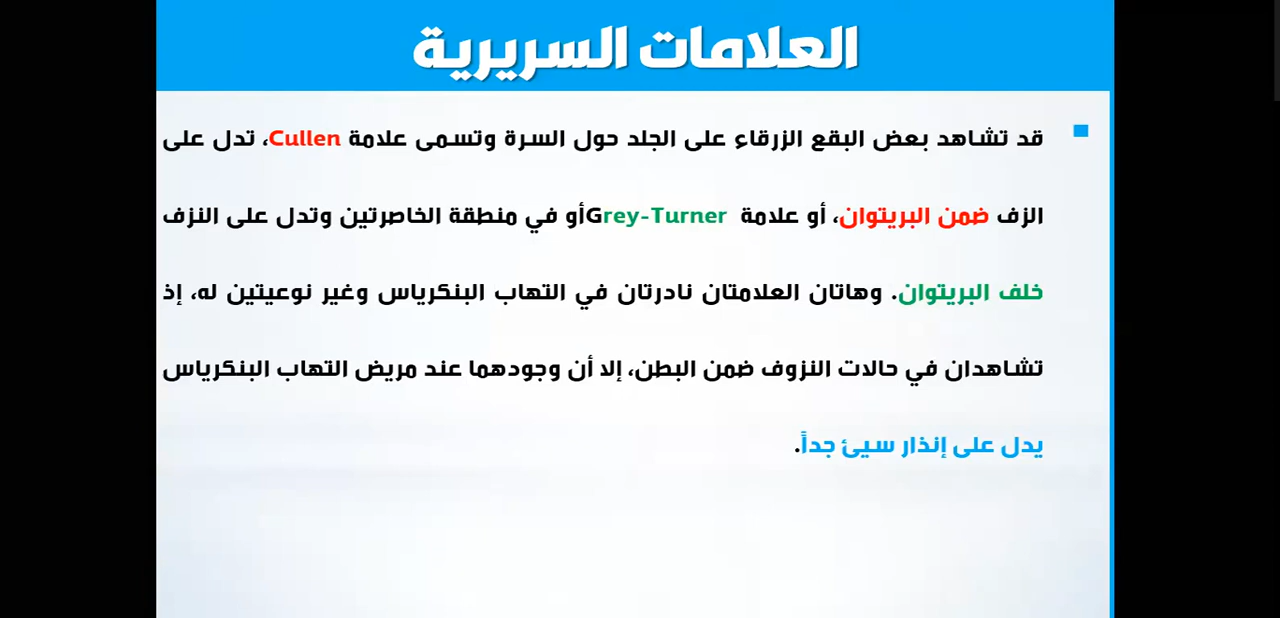 العلامات السريرية
قد تشاهد بعض البقع الزرقاء على الجلد حول السرة وتسمى علامة Cullen، تدل على
الزف ضمن البريتوان، أو علامة Grey-Turner أو في منطقة الخاصرتين وتدل على النزف
خلف البريتوان. وهاتان العلامتان نادرتان في التهاب البنكرياس وغير نوعيتين له، إذ
تشاهدان في حالات النزوف ضمن البطن، إلا أن وجودهما عند مريض التهاب البنكرياس
يدل على إنذار سيئ جداً.